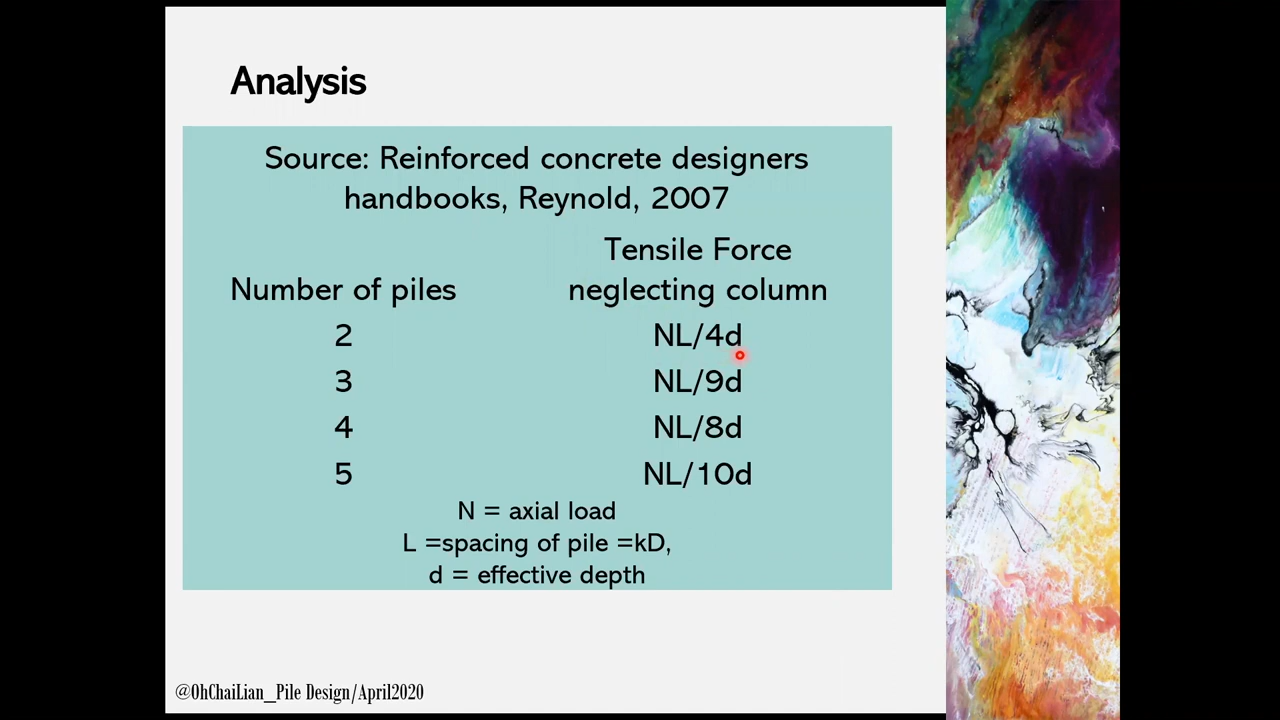 Analysis
Source: Reinforced concrete designers
handbooks, Reynold, 2007
Number of piles
Tensile Force
neglecting column
2 NL/4d
3 NL/9d
4 NL/8d
5 NL/10d
N = axial load
L =spacing of pile =kD,
d = effective depth
@OhChaiLian_Pile Design/April2020